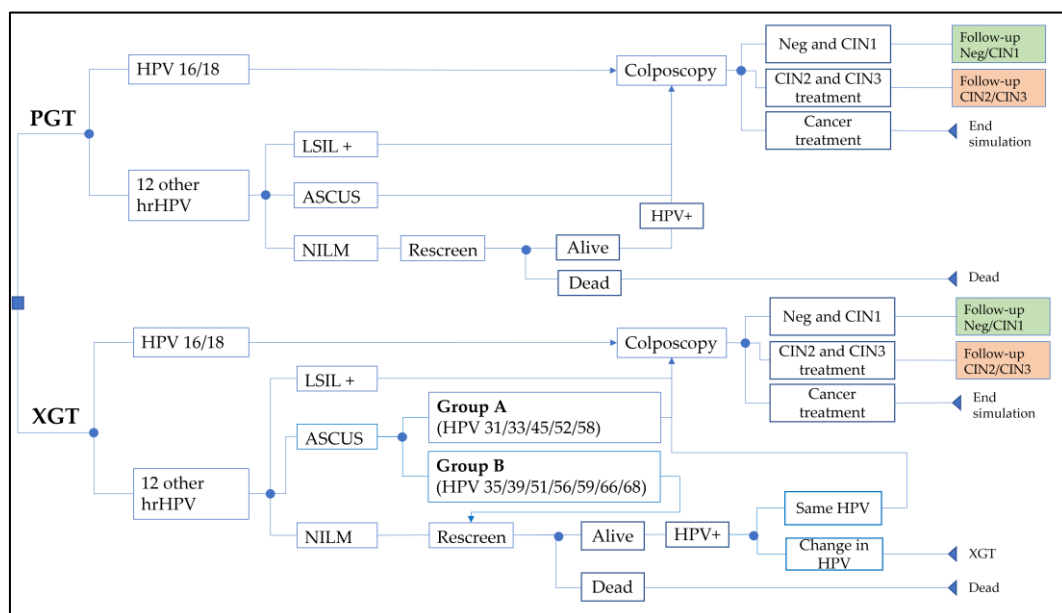 PGT
HPV 16/18
12 other
hrHPV
LSIL +
ASCUS
NILM
Rescreen
Alive
Dead
HPV+
Colposcopy
Neg and CIN1
CIN2 and CIN3
treatment
Cancer
treatment
Follow-up
Neg/CIN1
Follow-up
CIN2/CIN3
End
simulation
Dead
XGT
HPV 16/18
12 other
hrHPV
LSIL +
ASCUS
NILM
Group A
(HPV 31/33/45/52/58)
Group B
(HPV 35/39/51/56/59/66/68)
Rescreen
Alive
Dead
HPV+
Same HPV
Change in
HPV
Colposcopy
Neg and CIN1
CIN2 and CIN3
treatment
Cancer
treatment
Follow-up
Neg/CIN1
Follow-up
CIN2/CIN3
End
simulation
XGT
Dead